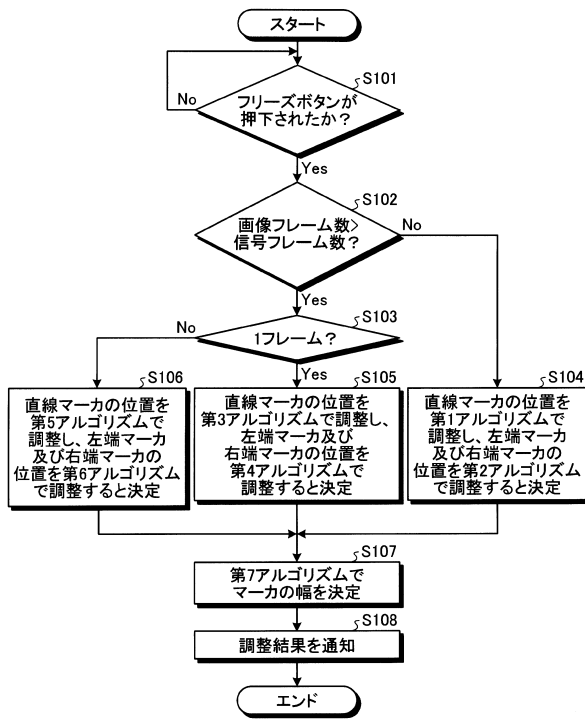 スタート
S101
フリーズボタンが
押下されたか？
No
Yes
S102
画像フレーム数>
信号フレーム数？
No
Yes
S103
1フレーム？
No
Yes
S106
直線マーカの位置を
第5アルゴリズムで
調整し、左端マーカ
及び右端マーカの
位置を第6アルゴリズム
で調整すると決定
S105
直線マーカの位置を
第3アルゴリズムで調整し、
左端マーカ及び
右端マーカの位置を
第4アルゴリズムで
調整すると決定
S104
直線マーカの位置を
第1アルゴリズムで
調整し、左端マーカ
及び右端マーカの
位置を第2アルゴリズム
で調整すると決定
S107
第7アルゴリズムで
マーカの幅を決定
S108
調整結果を通知
エンド